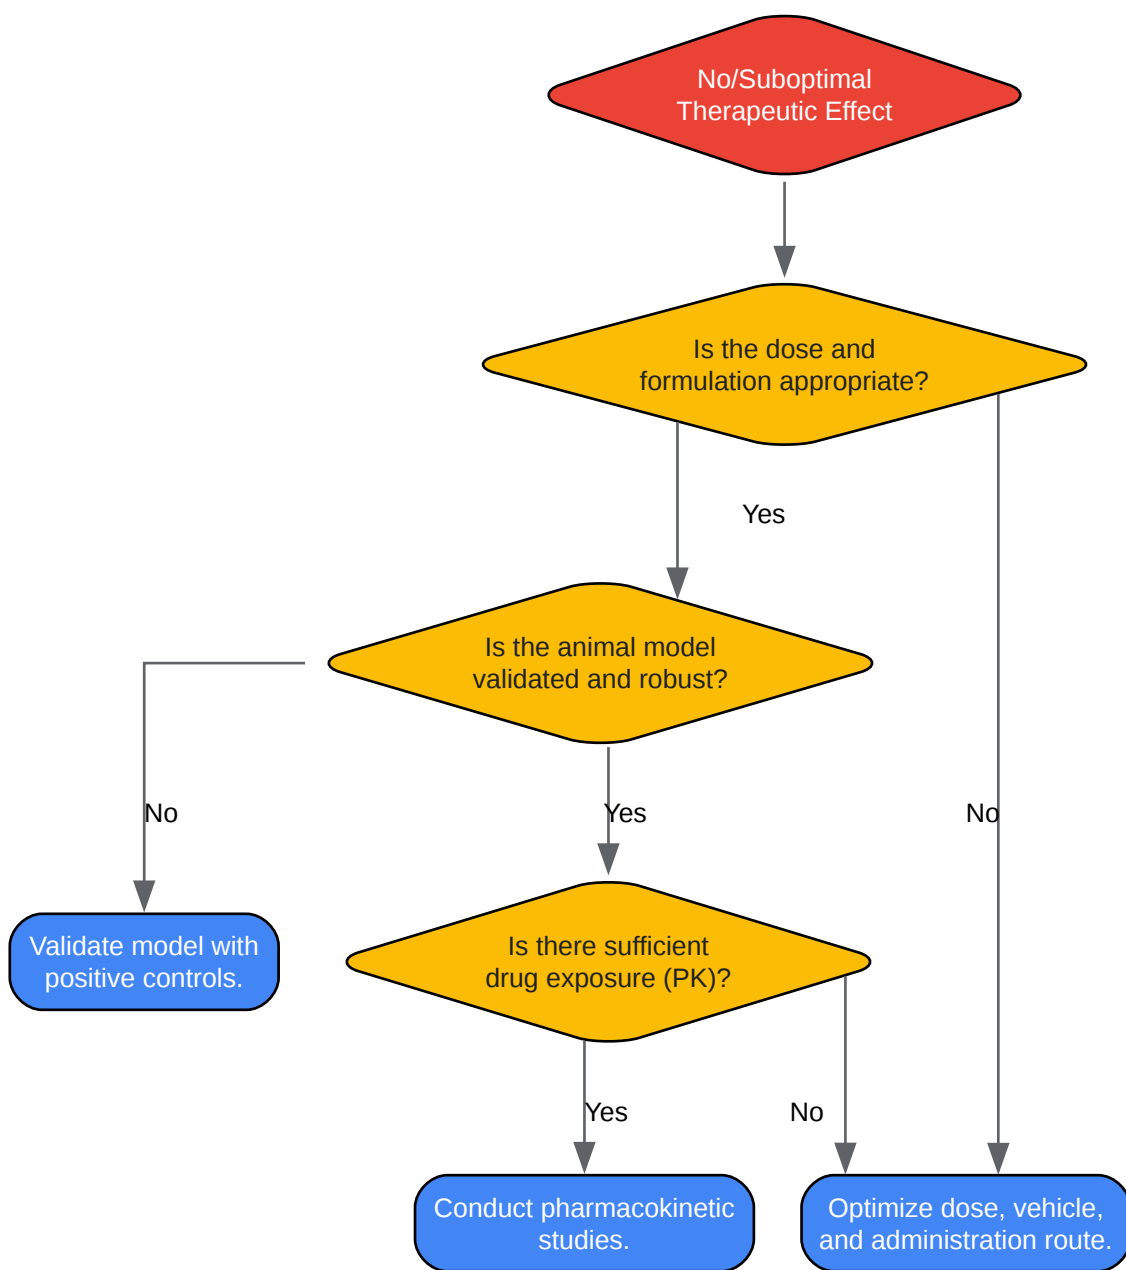 No/Suboptimal
Therapeutic Effect
Is the dose and
formulation appropriate?
Yes
Is the animal model
validated and robust?
No
Yes
No
Validate model with
positive controls.
Is there sufficient
drug exposure (PK)?
Yes
No
Conduct pharmacokinetic
studies.
Optimize dose, vehicle,
and administration route.